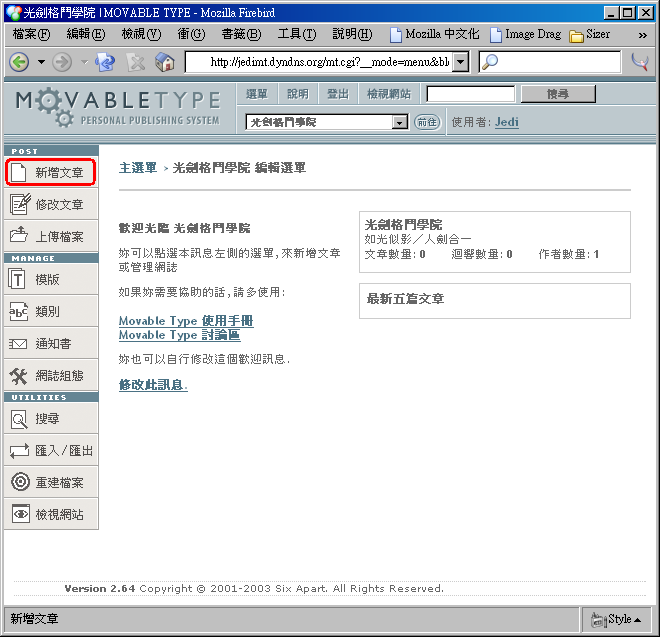 光劍格鬥學院 | MOVABLE TYPE - Mozilla Firebird
檔案(F) 編輯(E) 檢視(V) 衝(G) 書籤(B) 工具(T) 說明(H) Mozilla 中文化 Image Drag Sizer »
http://jedimt.dyndns.org/mt.cgi?__mode=menu&bl
MOVABLETYPE
PERSONAL PUBLISHING SYSTEM
選單 說明 登出 檢視網站 搜尋
光劍格鬥學院 前往 使用者: Jedi
POST
新增文章
修改文章
上傳檔案
MANAGE
模版
類別
通知書
網誌組態
UTILITIES
搜尋
匯入/匯出
重建檔案
檢視網站
主選單 > 光劍格鬥學院 編輯選單
歡迎光臨 光劍格鬥學院
妳可以點選本訊息左側的選單,來新增文章
或管理網誌
如果妳需要協助的話,請多使用:
Movable Type 使用手冊
Movable Type 討論區
妳也可以自行修改這個歡迎訊息.
修改此訊息.
光劍格鬥學院
如光似影／人劍合一
文章數量: 0 迴響數量: 0 作者數量: 1
最新五篇文章
Version 2.64 Copyright © 2001-2003 Six Apart. All Rights Reserved.
新增文章 Style